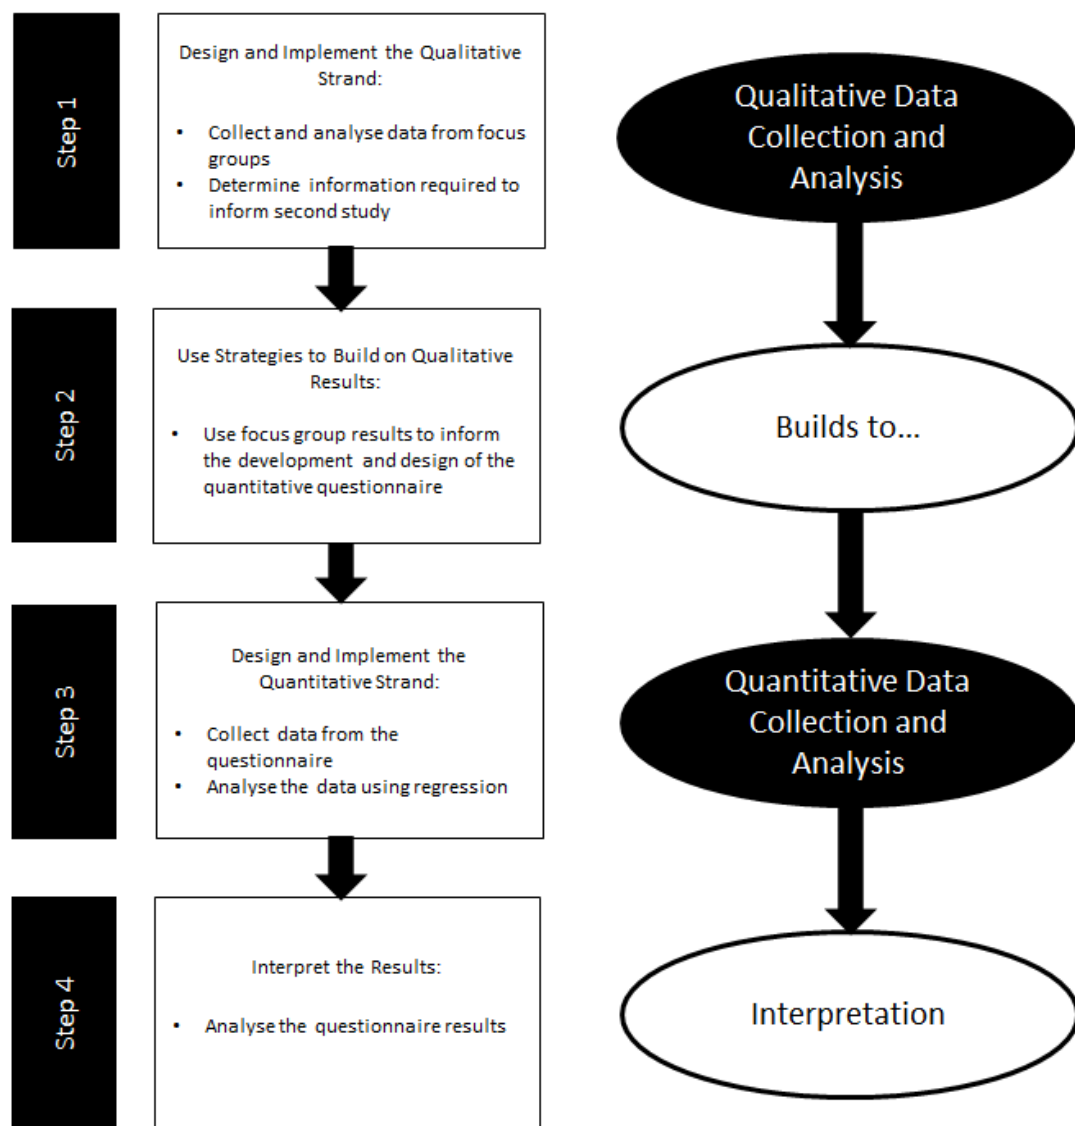 Step 1
Design and Implement the Qualitative
Strand:
• Collect and analyse data from focus
groups
• Determine information required to
inform second study
Qualitative Data
Collection and
Analysis
Step 2
Use Strategies to Build on Qualitative
Results:
• Use focus group results to inform
the development and design of the
quantitative questionnaire
Builds to...
Step 3
Design and Implement the
Quantitative Strand:
• Collect data from the
questionnaire
• Analyse the data using regression
Quantitative Data
Collection and
Analysis
Step 4
Interpret the Results:
• Analyse the questionnaire results
Interpretation